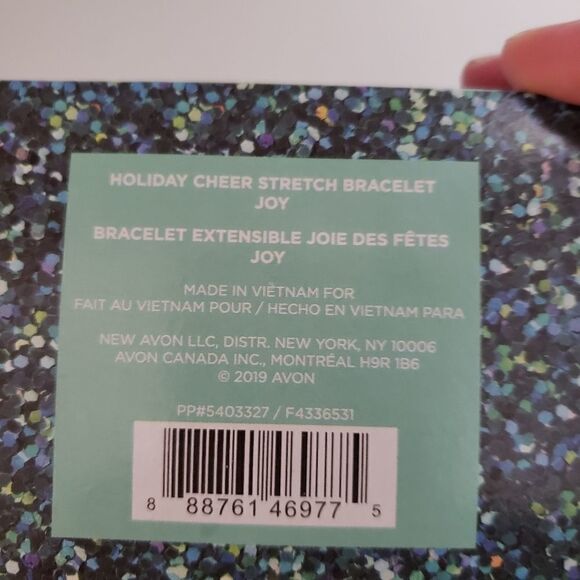 HOLIDAY CHEER STRETCH BRACELET
JOY
BRACELET EXTENSIBLE JOIE DES FÊTES
JOY
MADE IN VIETNAM FOR
FAIT AU VIETNAM POUR / HECHO EN VIETNAM PARA
NEW AVON LLC, DISTR. NEW YORK, NY 10006
AVON CANADA INC., MONTRÉAL H9R 1B6
© 2019 AVON
PP#5403327 / F4336531
8 88761 46977 5